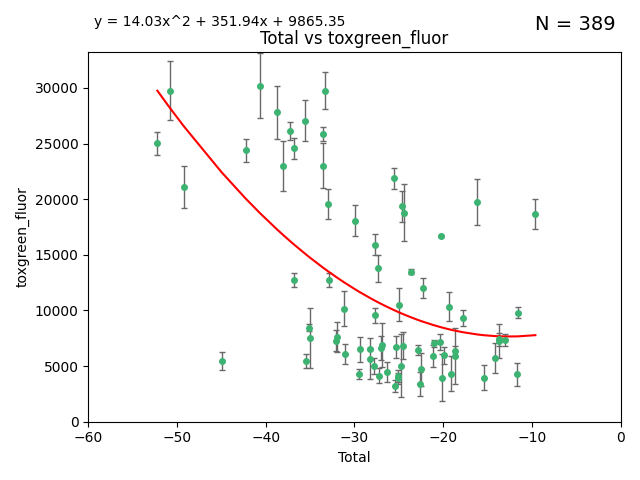 y = 14.03x^2 + 351.94x + 9865.35
N = 389
Total vs toxgreen_fluor
30000
25000
20000
15000
10000
5000
0
toxgreen_fluor
−60 −50 −40 −30 −20 −10 0
Total